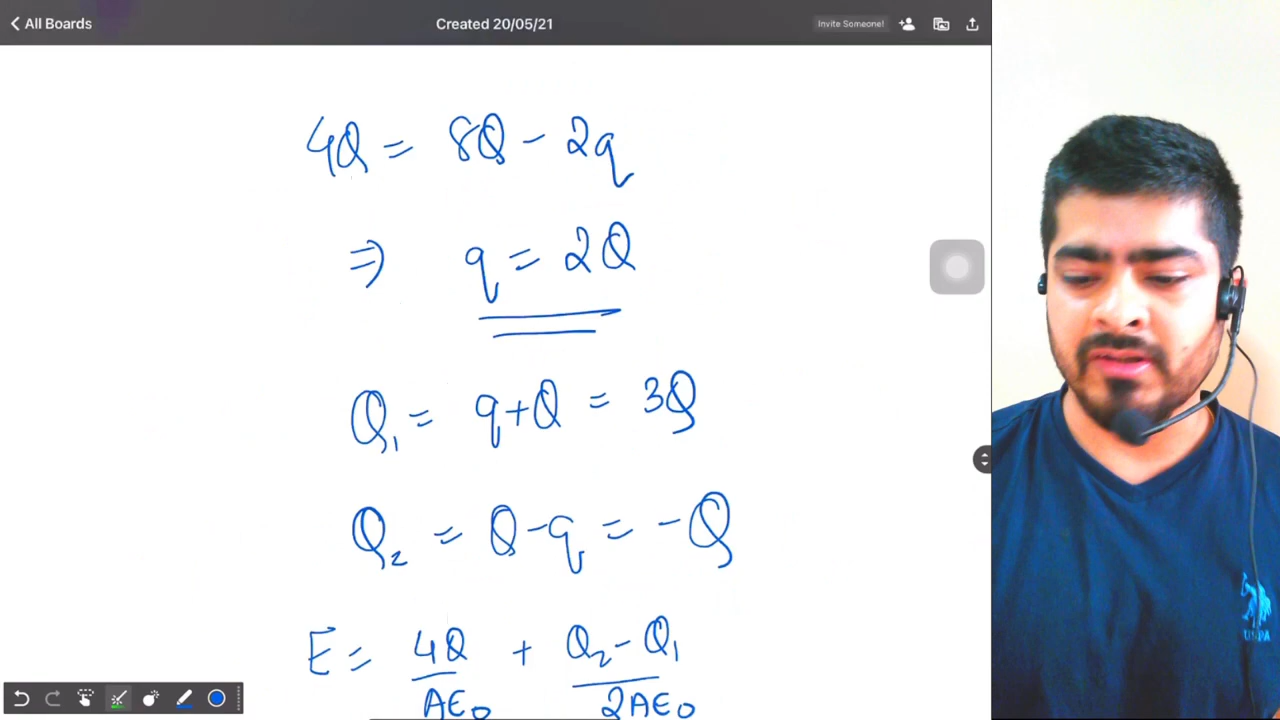 All Boards
Created 20/05/21
Invite Someone!
4Q = 8Q - 2q
⇒ q = 2Q
Q₁ = q+Q = 3Q
Q₂ = Q-q = -Q
E = 4Q/Aϵ₀ + Q₂-Q₁/2Aϵ₀